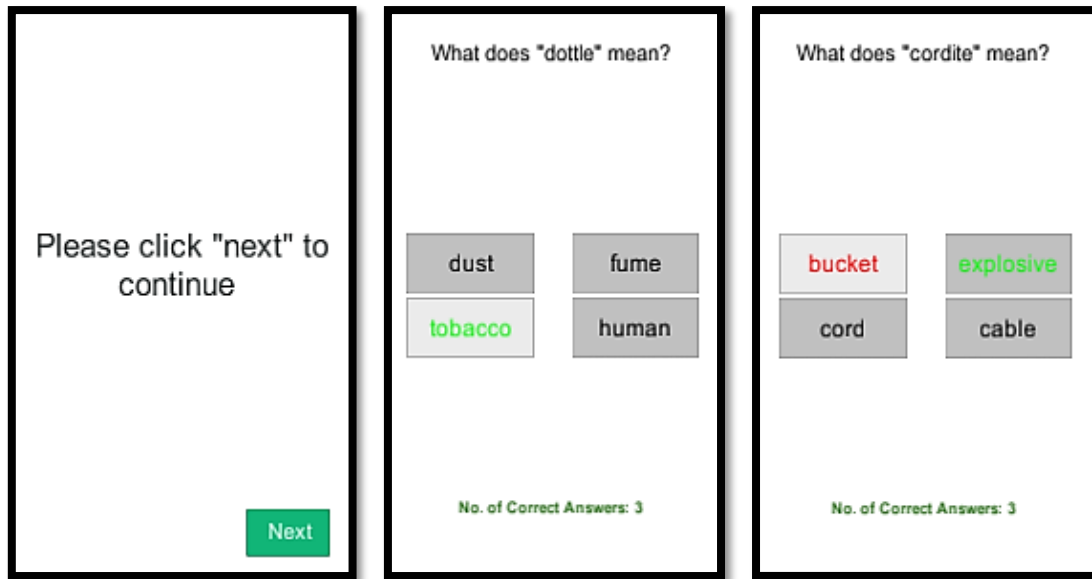 Please click "next" to
continue
Next
What does "dottle" mean?
dust
fume
tobacco
human
No. of Correct Answers: 3
What does "cordite" mean?
bucket
explosive
cord
cable
No. of Correct Answers: 3